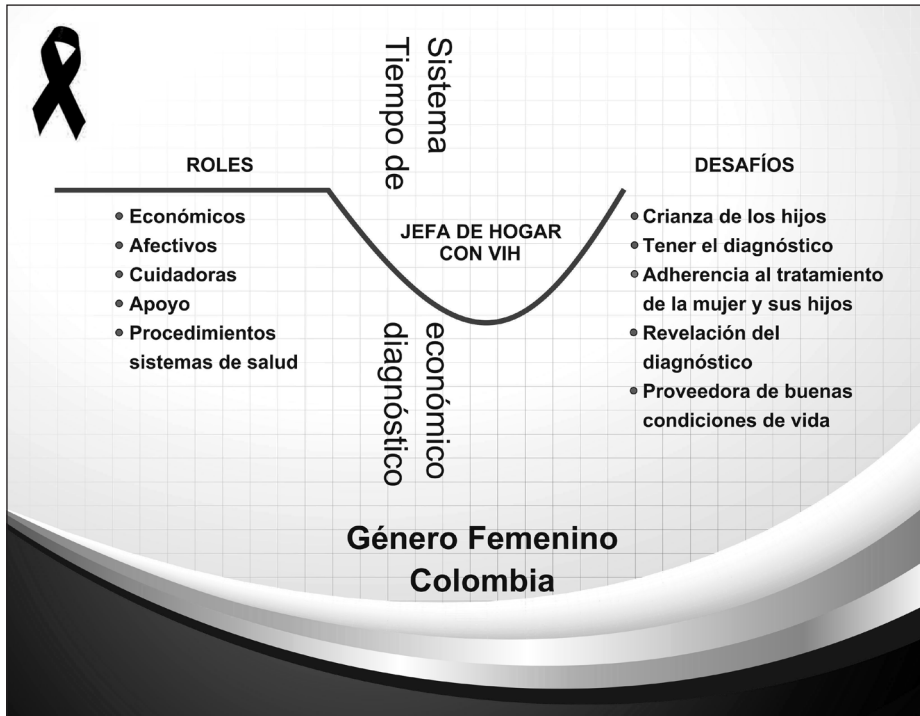 Sistema económico
Tiempo de diagnóstico
ROLES
• Económicos
• Afectivos
• Cuidadoras
• Apoyo
• Procedimientos
sistemas de salud
JEFA DE HOGAR
CON VIH
DESAFÍOS
• Crianza de los hijos
• Tener el diagnóstico
• Adherencia al tratamiento
de la mujer y sus hijos
• Revelación del
diagnóstico
• Proveedora de buenas
condiciones de vida
Género Femenino
Colombia